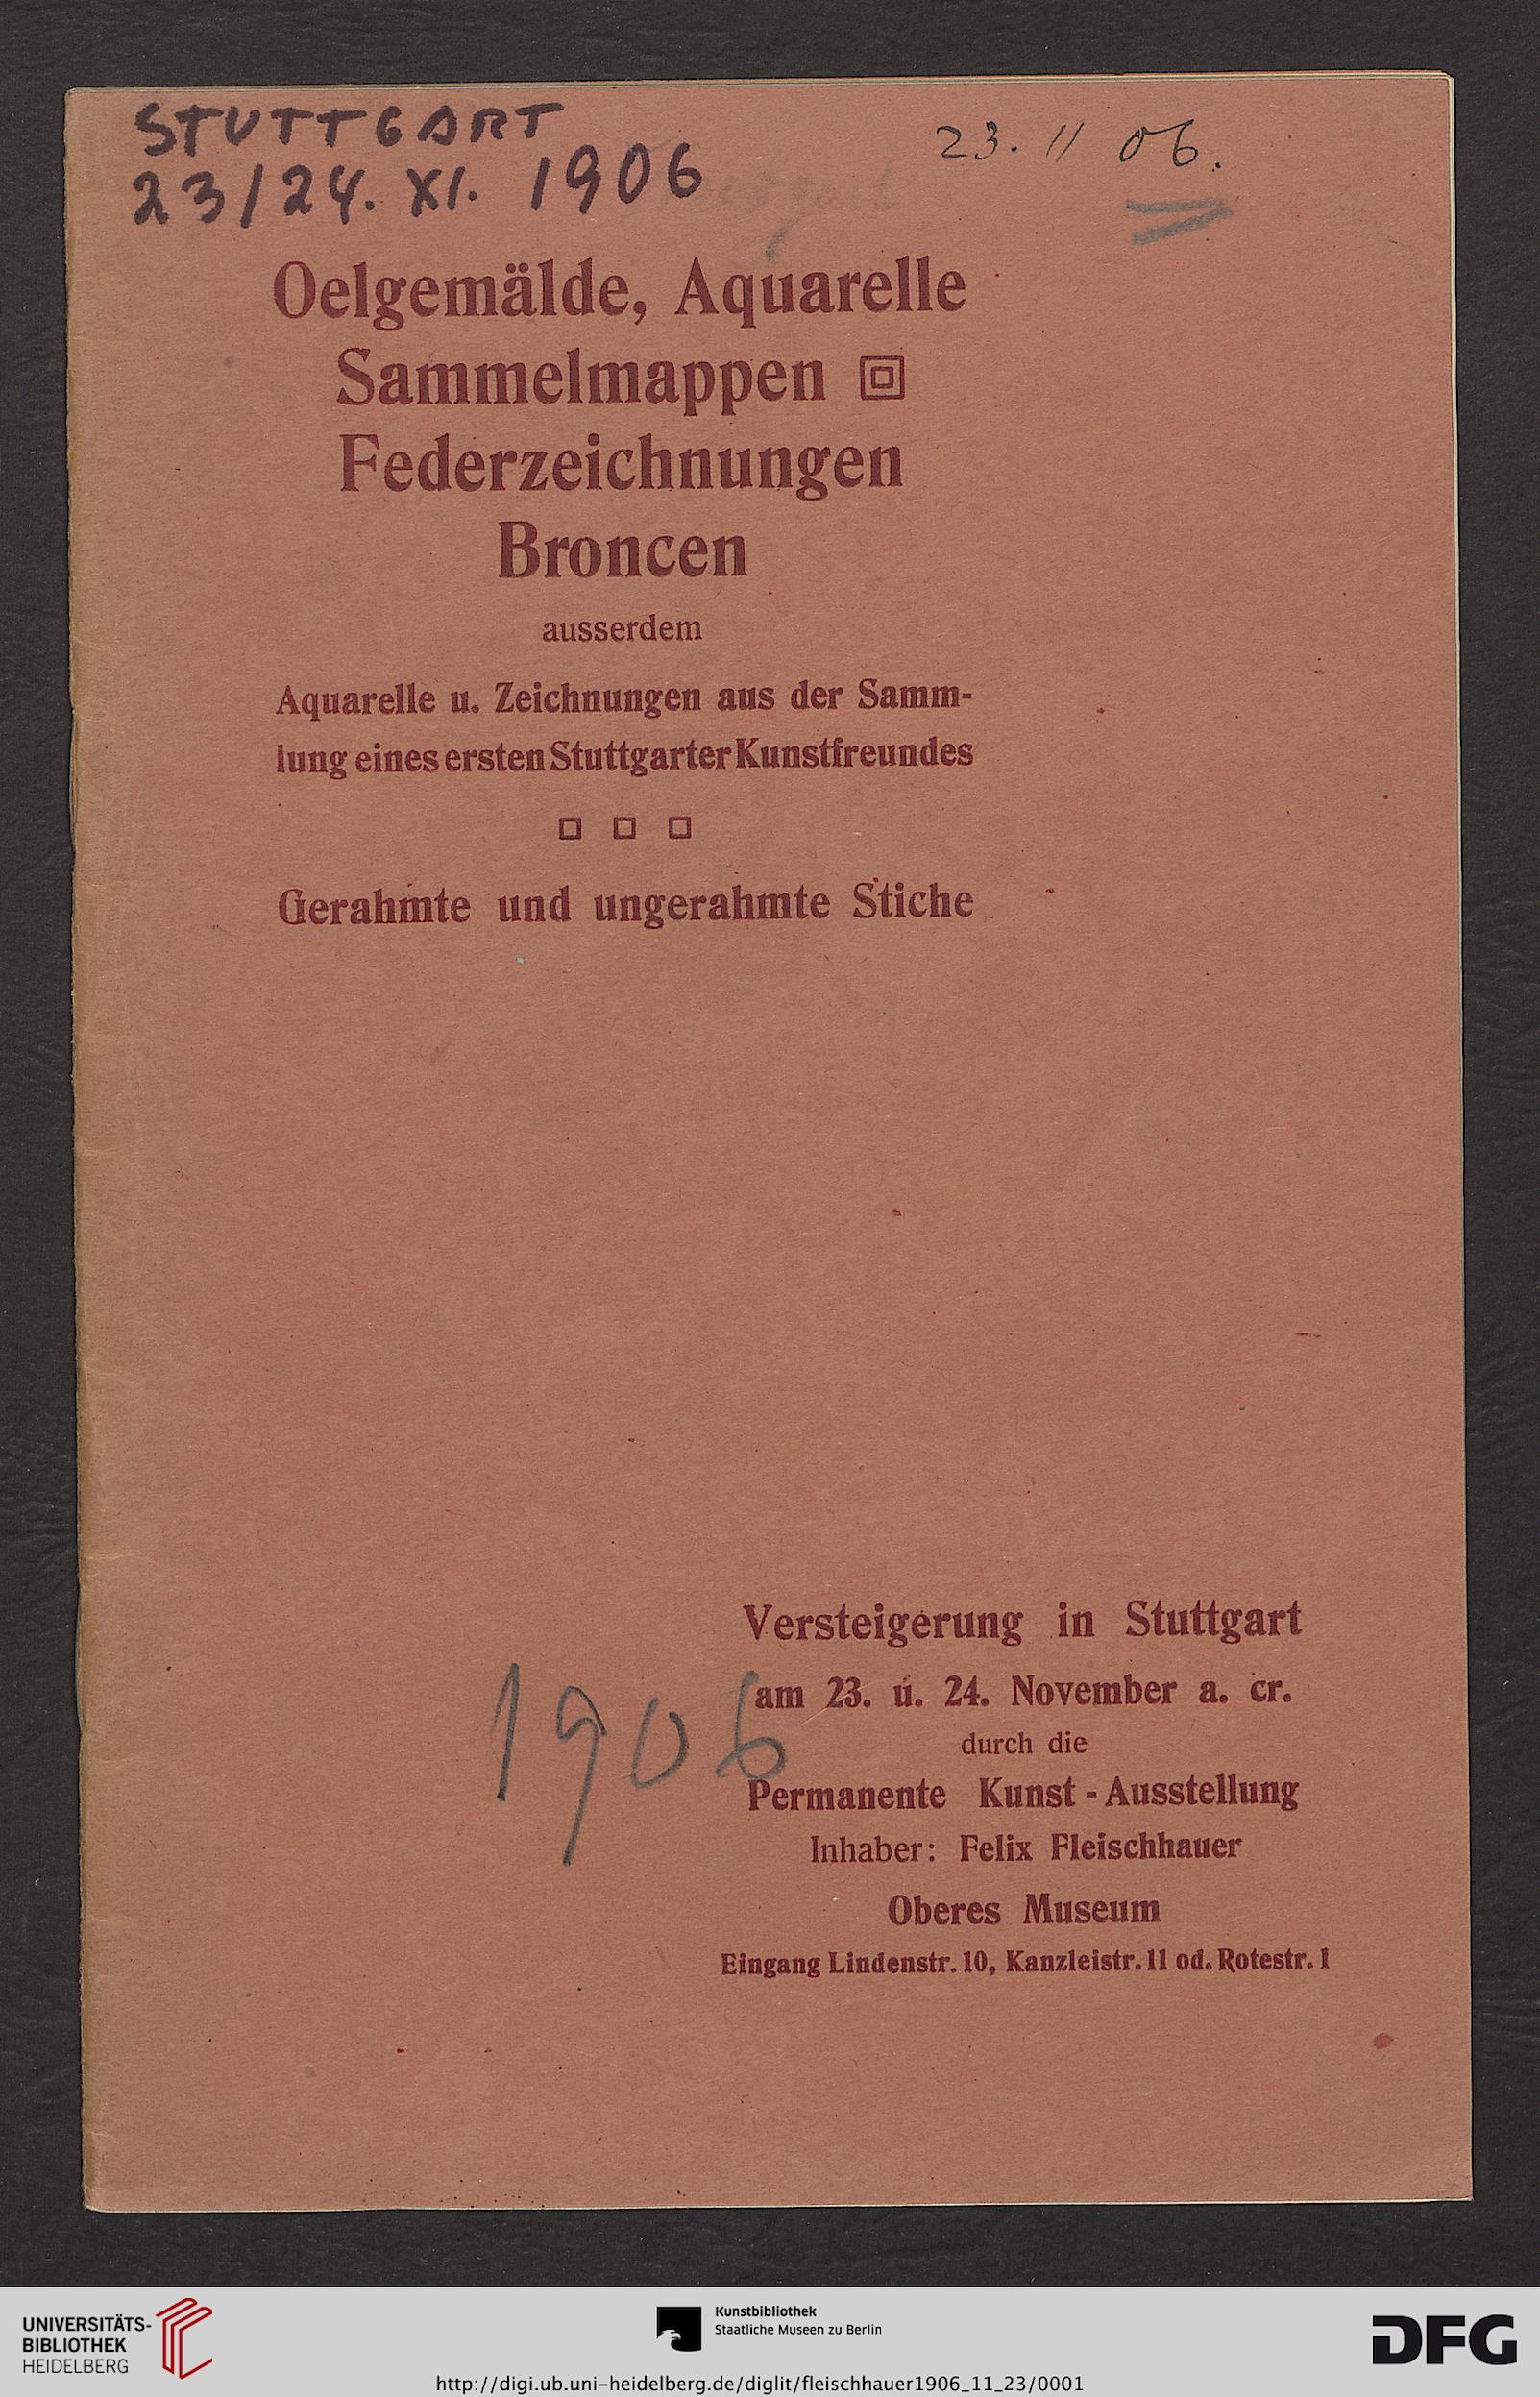 STUTTGART
23/24. XI. 1906
23. 11 06.
Oelgemälde, Aquarelle
Sammelmappen
Federzeichnungen
Broncen
ausserdem
Aquarelle u. Zeichnungen aus der Samm-
lung eines ersten Stuttgarter Kunstfreundes
Gerahmte und ungerahmte Stiche
Versteigerung in Stuttgart
am 23. u. 24. November a. cr.
1906
durch die
Permanente Kunst - Ausstellung
Inhaber: Felix Fleischhauer
Oberes Museum
Eingang Lindenstr. 10, Kanzleistr. 11 od. Rotestr. 1
UNIVERSITÄTS-
BIBLIOTHEK
HEIDELBERG
Kunstbibliothek
Staatliche Museen zu Berlin
DFG
http://digi.ub.uni-heidelberg.de/diglit/fleischhauer1906_11_23/0001